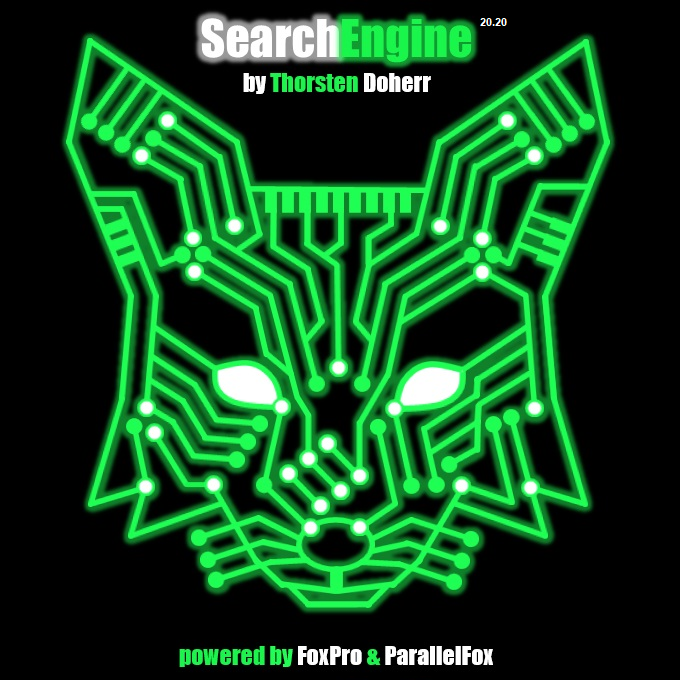 SearchEngine 20.20
by Thorsten Doherr
powered by FoxPro & ParallelFox